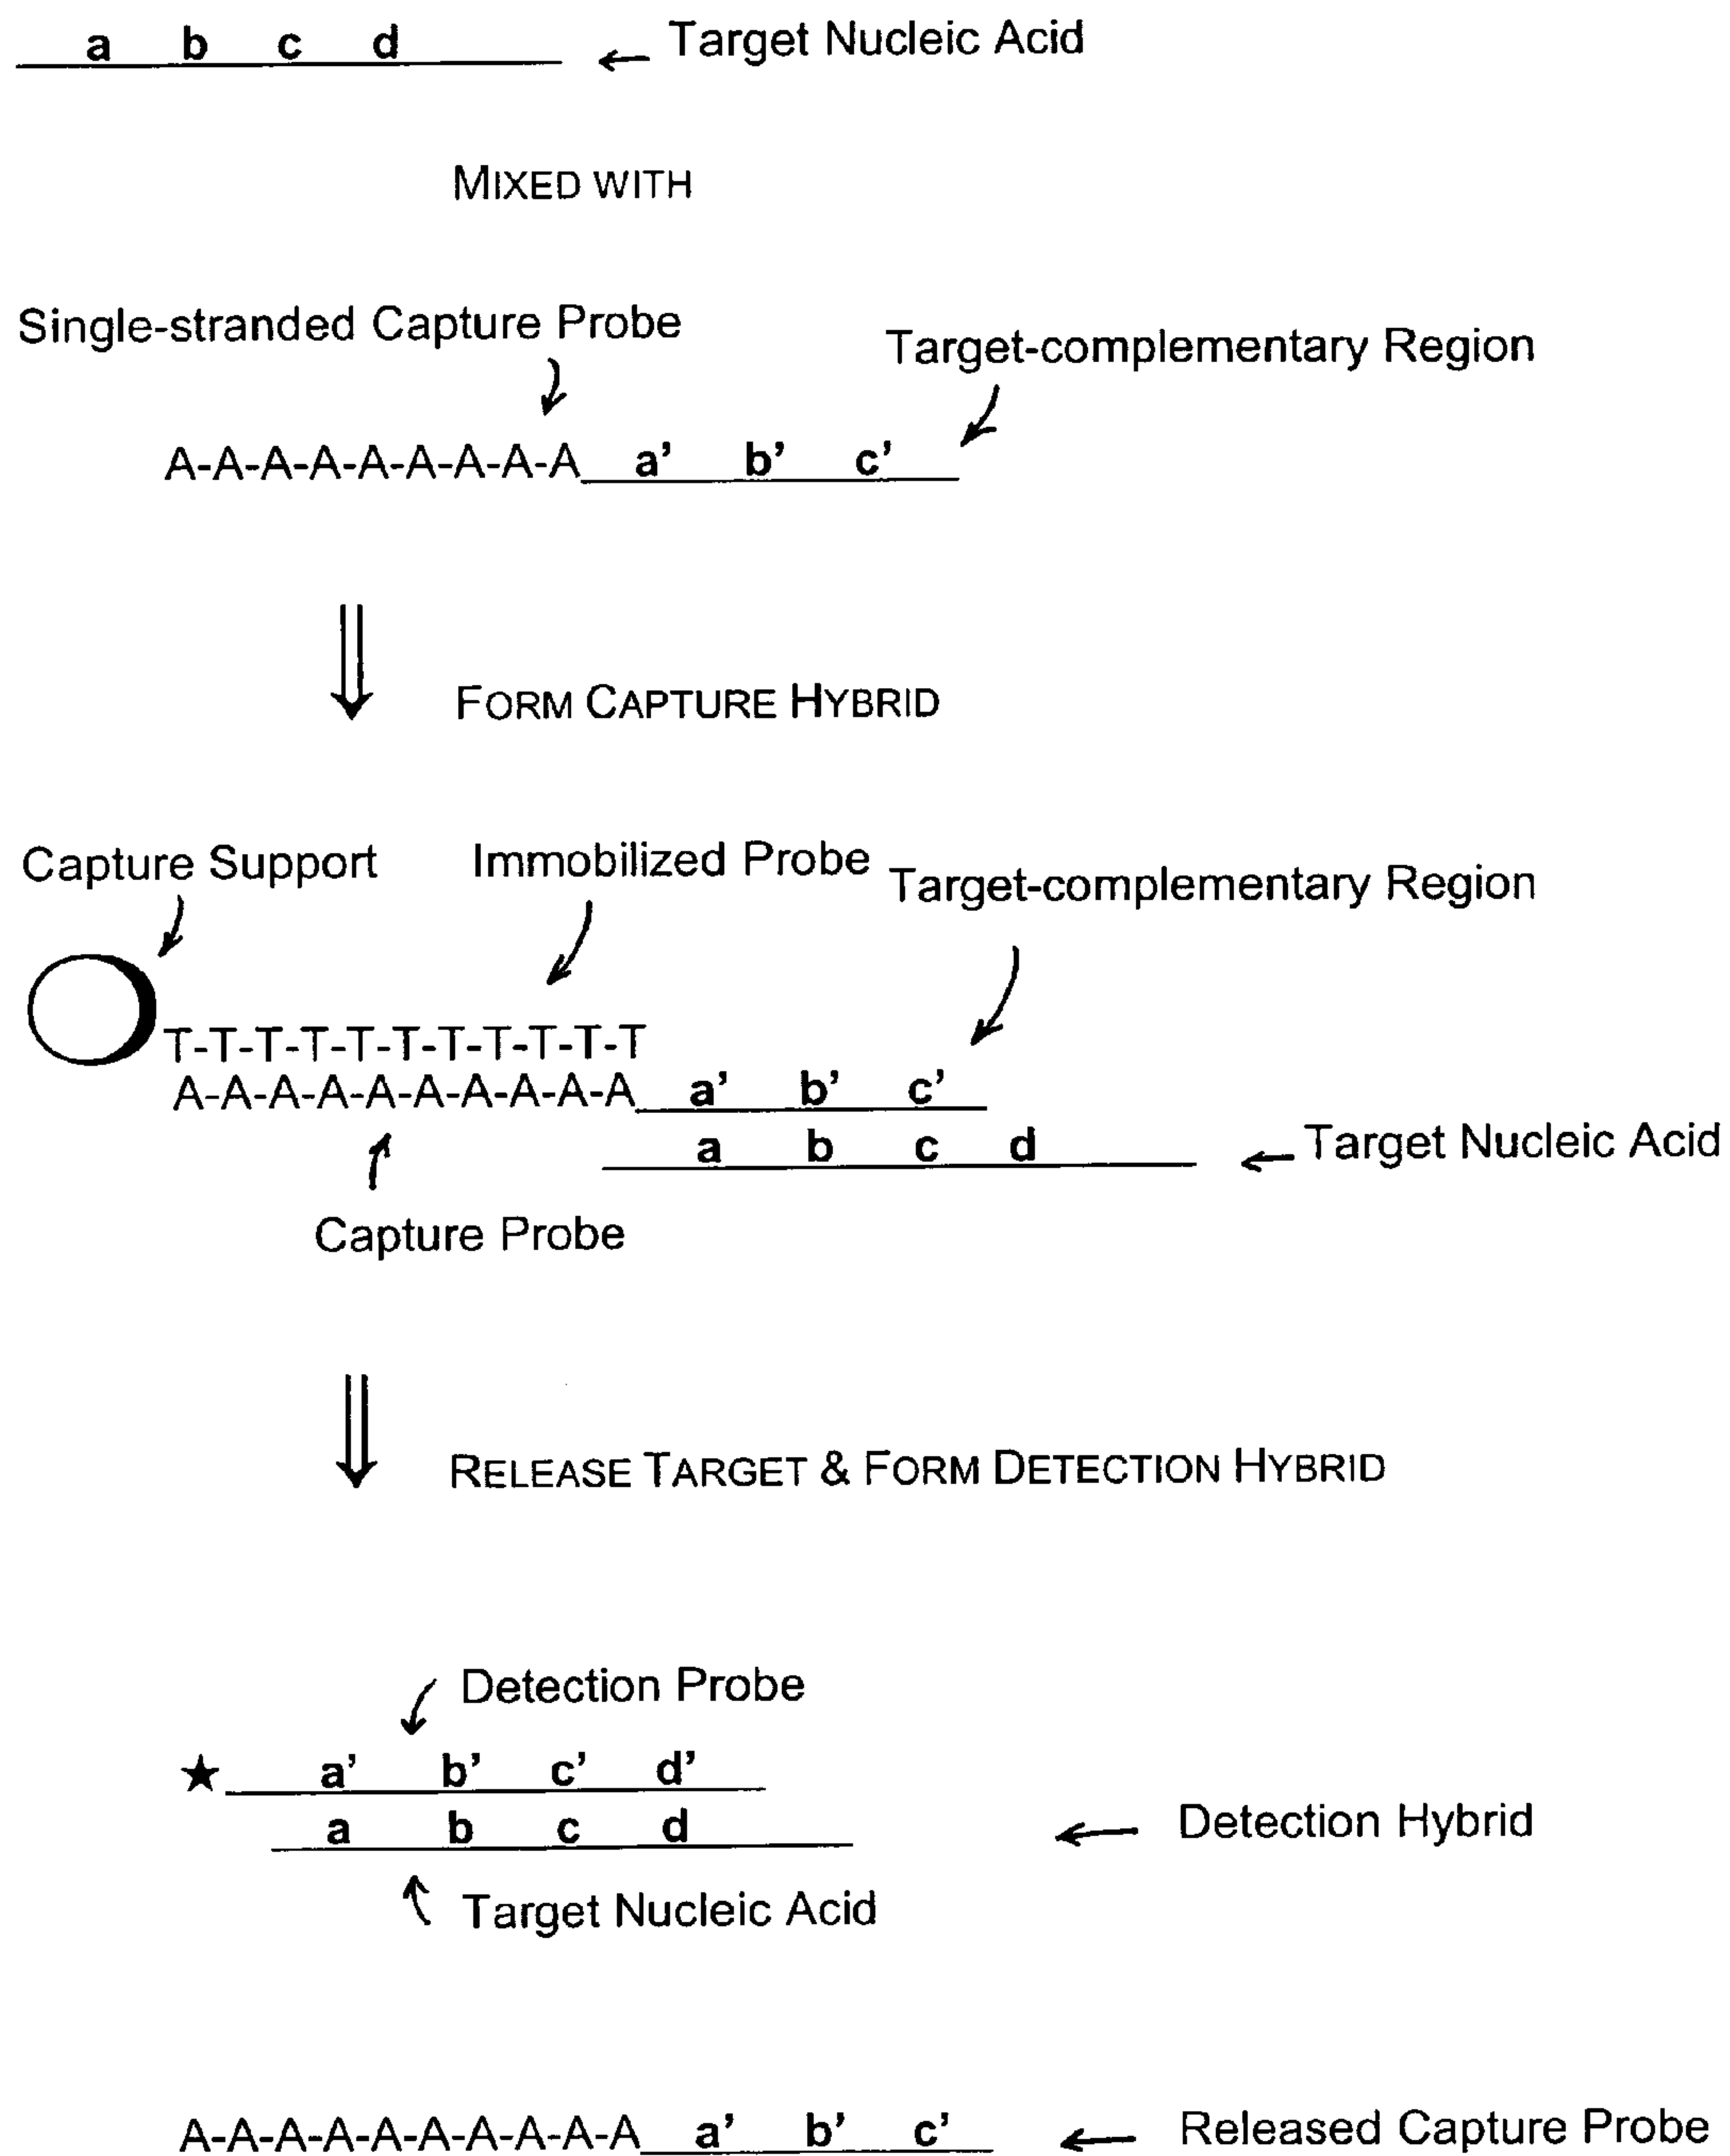 a b c d
Target Nucleic Acid
MIXED WITH
Single-stranded Capture Probe
Target-complementary Region
A-A-A-A-A-A-A-A-A a' b' c'
FORM CAPTURE HYBRID
Capture Support
Immobilized Probe
Target-complementary Region
T-T-T-T-T-T-T-T-T-T-T
A-A-A-A-A-A-A-A-A-A a' b' c'
a b c d
Target Nucleic Acid
Capture Probe
RELEASE TARGET & FORM DETECTION HYBRID
Detection Probe
a' b' c' d'
a b c d
Detection Hybrid
Target Nucleic Acid
A-A-A-A-A-A-A-A-A-A a' b' c'
Released Capture Probe